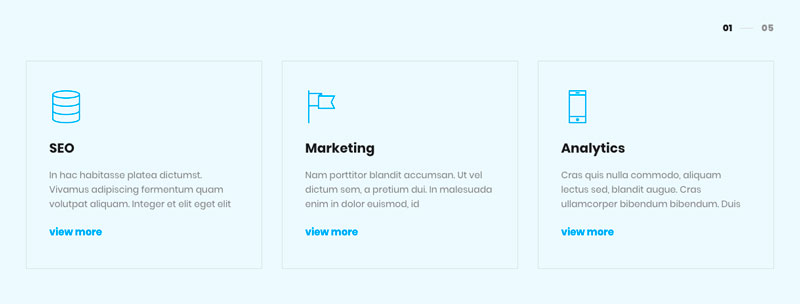 01 — 05
SEO
In hac habitasse platea dictumst.
Vivamus adipiscing fermentum quam
volutpat aliquam. Integer et elit eget elit
view more
Marketing
Nam porttitor blandit accumsan. Ut vel
dictum sem, a pretium dui. In malesuada
enim in dolor euismod, id
view more
Analytics
Cras quis nulla commodo, aliquam
lectus sed, blandit augue. Cras
ullamcorper bibendum bibendum. Duis
view more